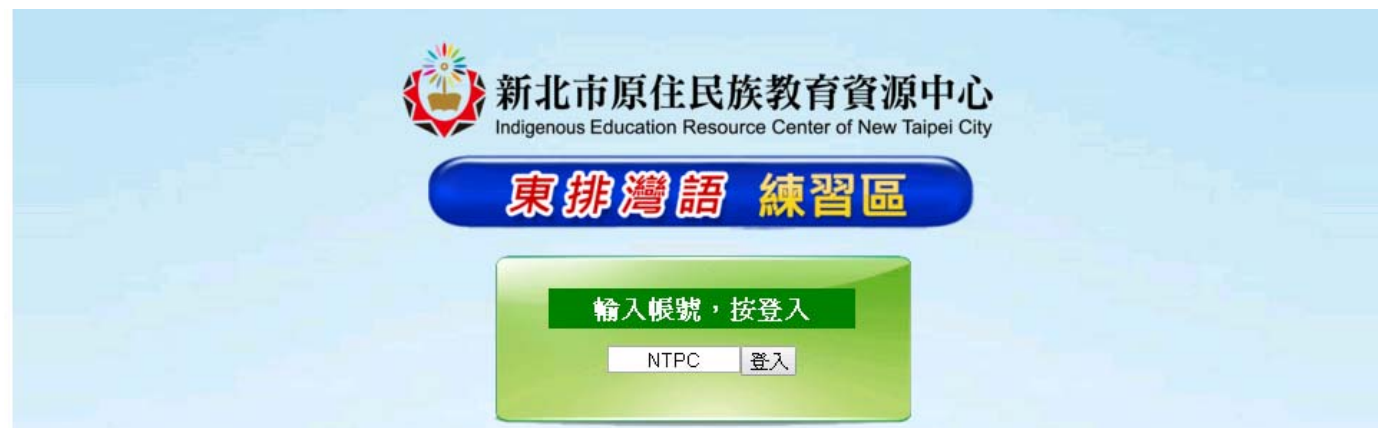 新北市原住民族教育資源中心
Indigenous Education Resource Center of New Taipei City
東排灣語 練習區
輸入帳號，按登入
NTPC 登入